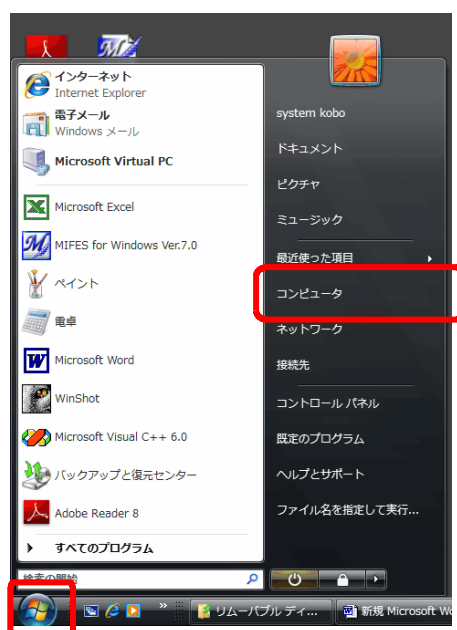 インターネット
Internet Explorer
電子メール
Windows メール
Microsoft Virtual PC
Microsoft Excel
MIFES for Windows Ver.7.0
ペイント
電卓
Microsoft Word
WinShot
Microsoft Visual C++ 6.0
バックアップと復元センター
Adobe Reader 8
すべてのプログラム
検索の開始
system kobo
ドキュメント
ピクチャ
ミュージック
最近使った項目
コンピュータ
ネットワーク
接続先
コントロール パネル
既定のプログラム
ヘルプとサポート
ファイル名を指定して実行...
»
リムーバブル ディ...
新規 Microsoft Wo